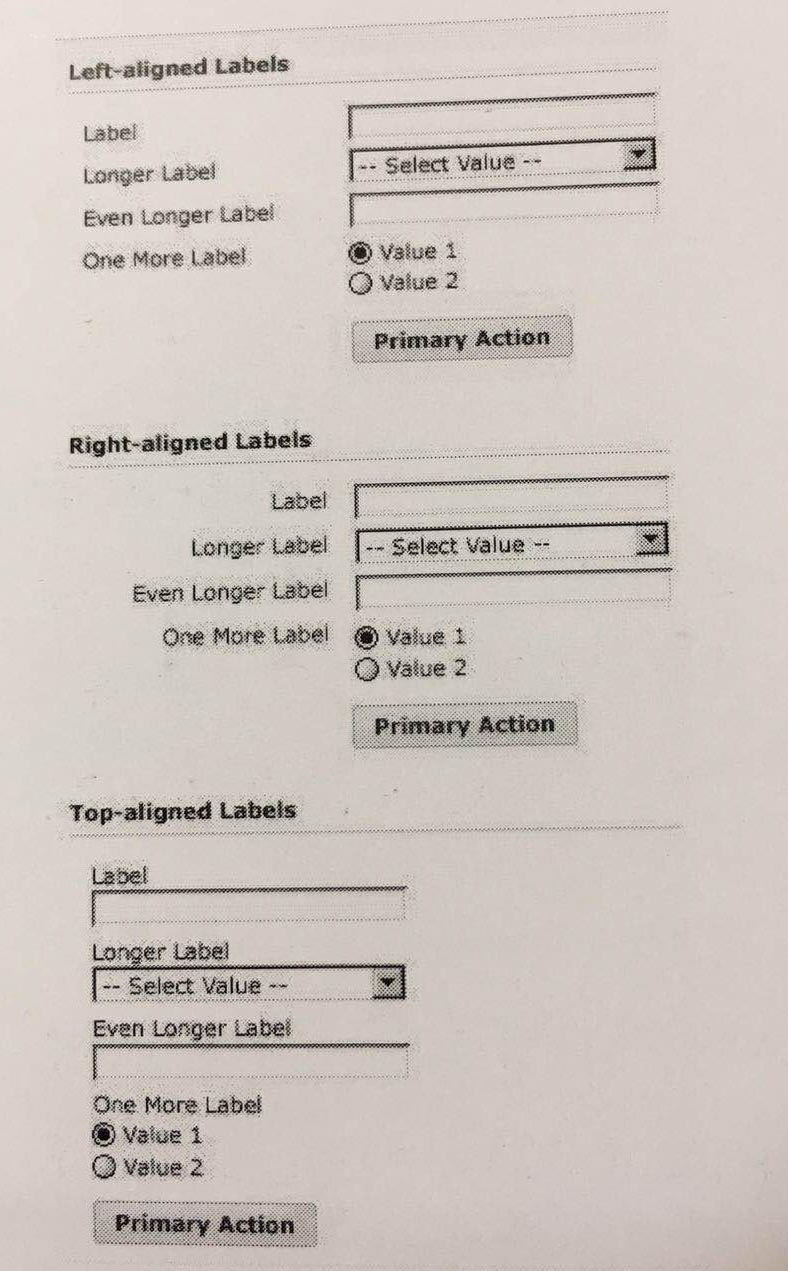 Left-aligned Labels
Label
Longer Label -- Select Value --
Even Longer Label
One More Label Value 1
Value 2
Primary Action
Right-aligned Labels
Label
Longer Label -- Select Value --
Even Longer Label
One More Label Value 1
Value 2
Primary Action
Top-aligned Labels
Label
Longer Label
-- Select Value --
Even Longer Label
One More Label
Value 1
Value 2
Primary Action